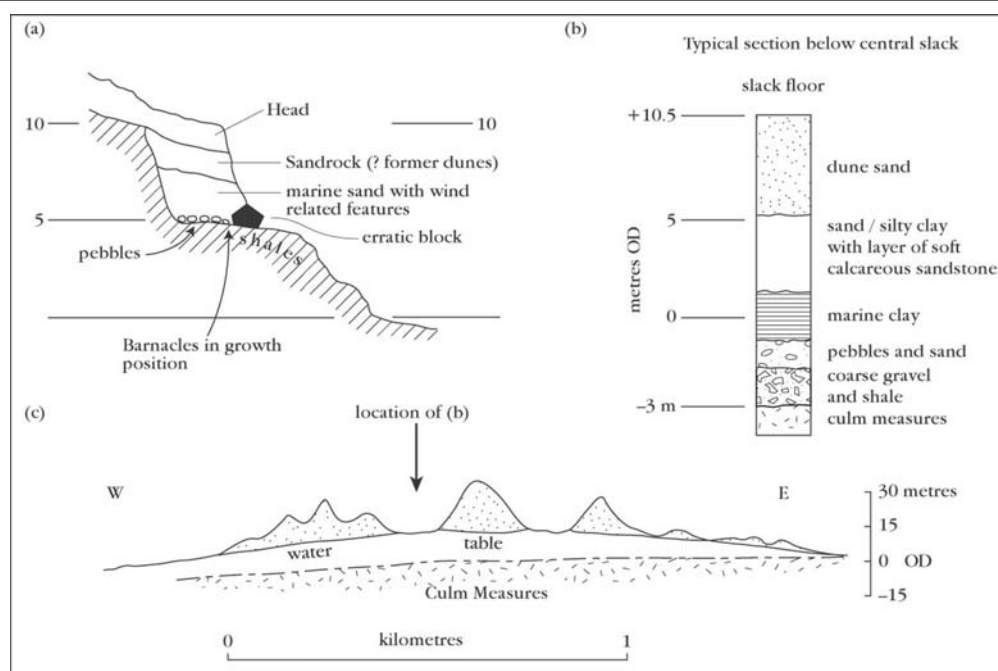 (a)
10
10
Head
Sandrock (? former dunes)
marine sand with wind
related features
5
5
erratic block
pebbles
shales
Barnacles in growth
position
(b)
Typical section below central slack
slack floor
+10.5
dune sand
5
sand / silty clay
with layer of soft
calcareous sandstone
metres OD
0
marine clay
pebbles and sand
coarse gravel
and shale
–3 m
culm measures
(c)
location of (b)
W
E
30 metres
15
0 OD
–15
water
table
Culm Measures
0
kilometres
1